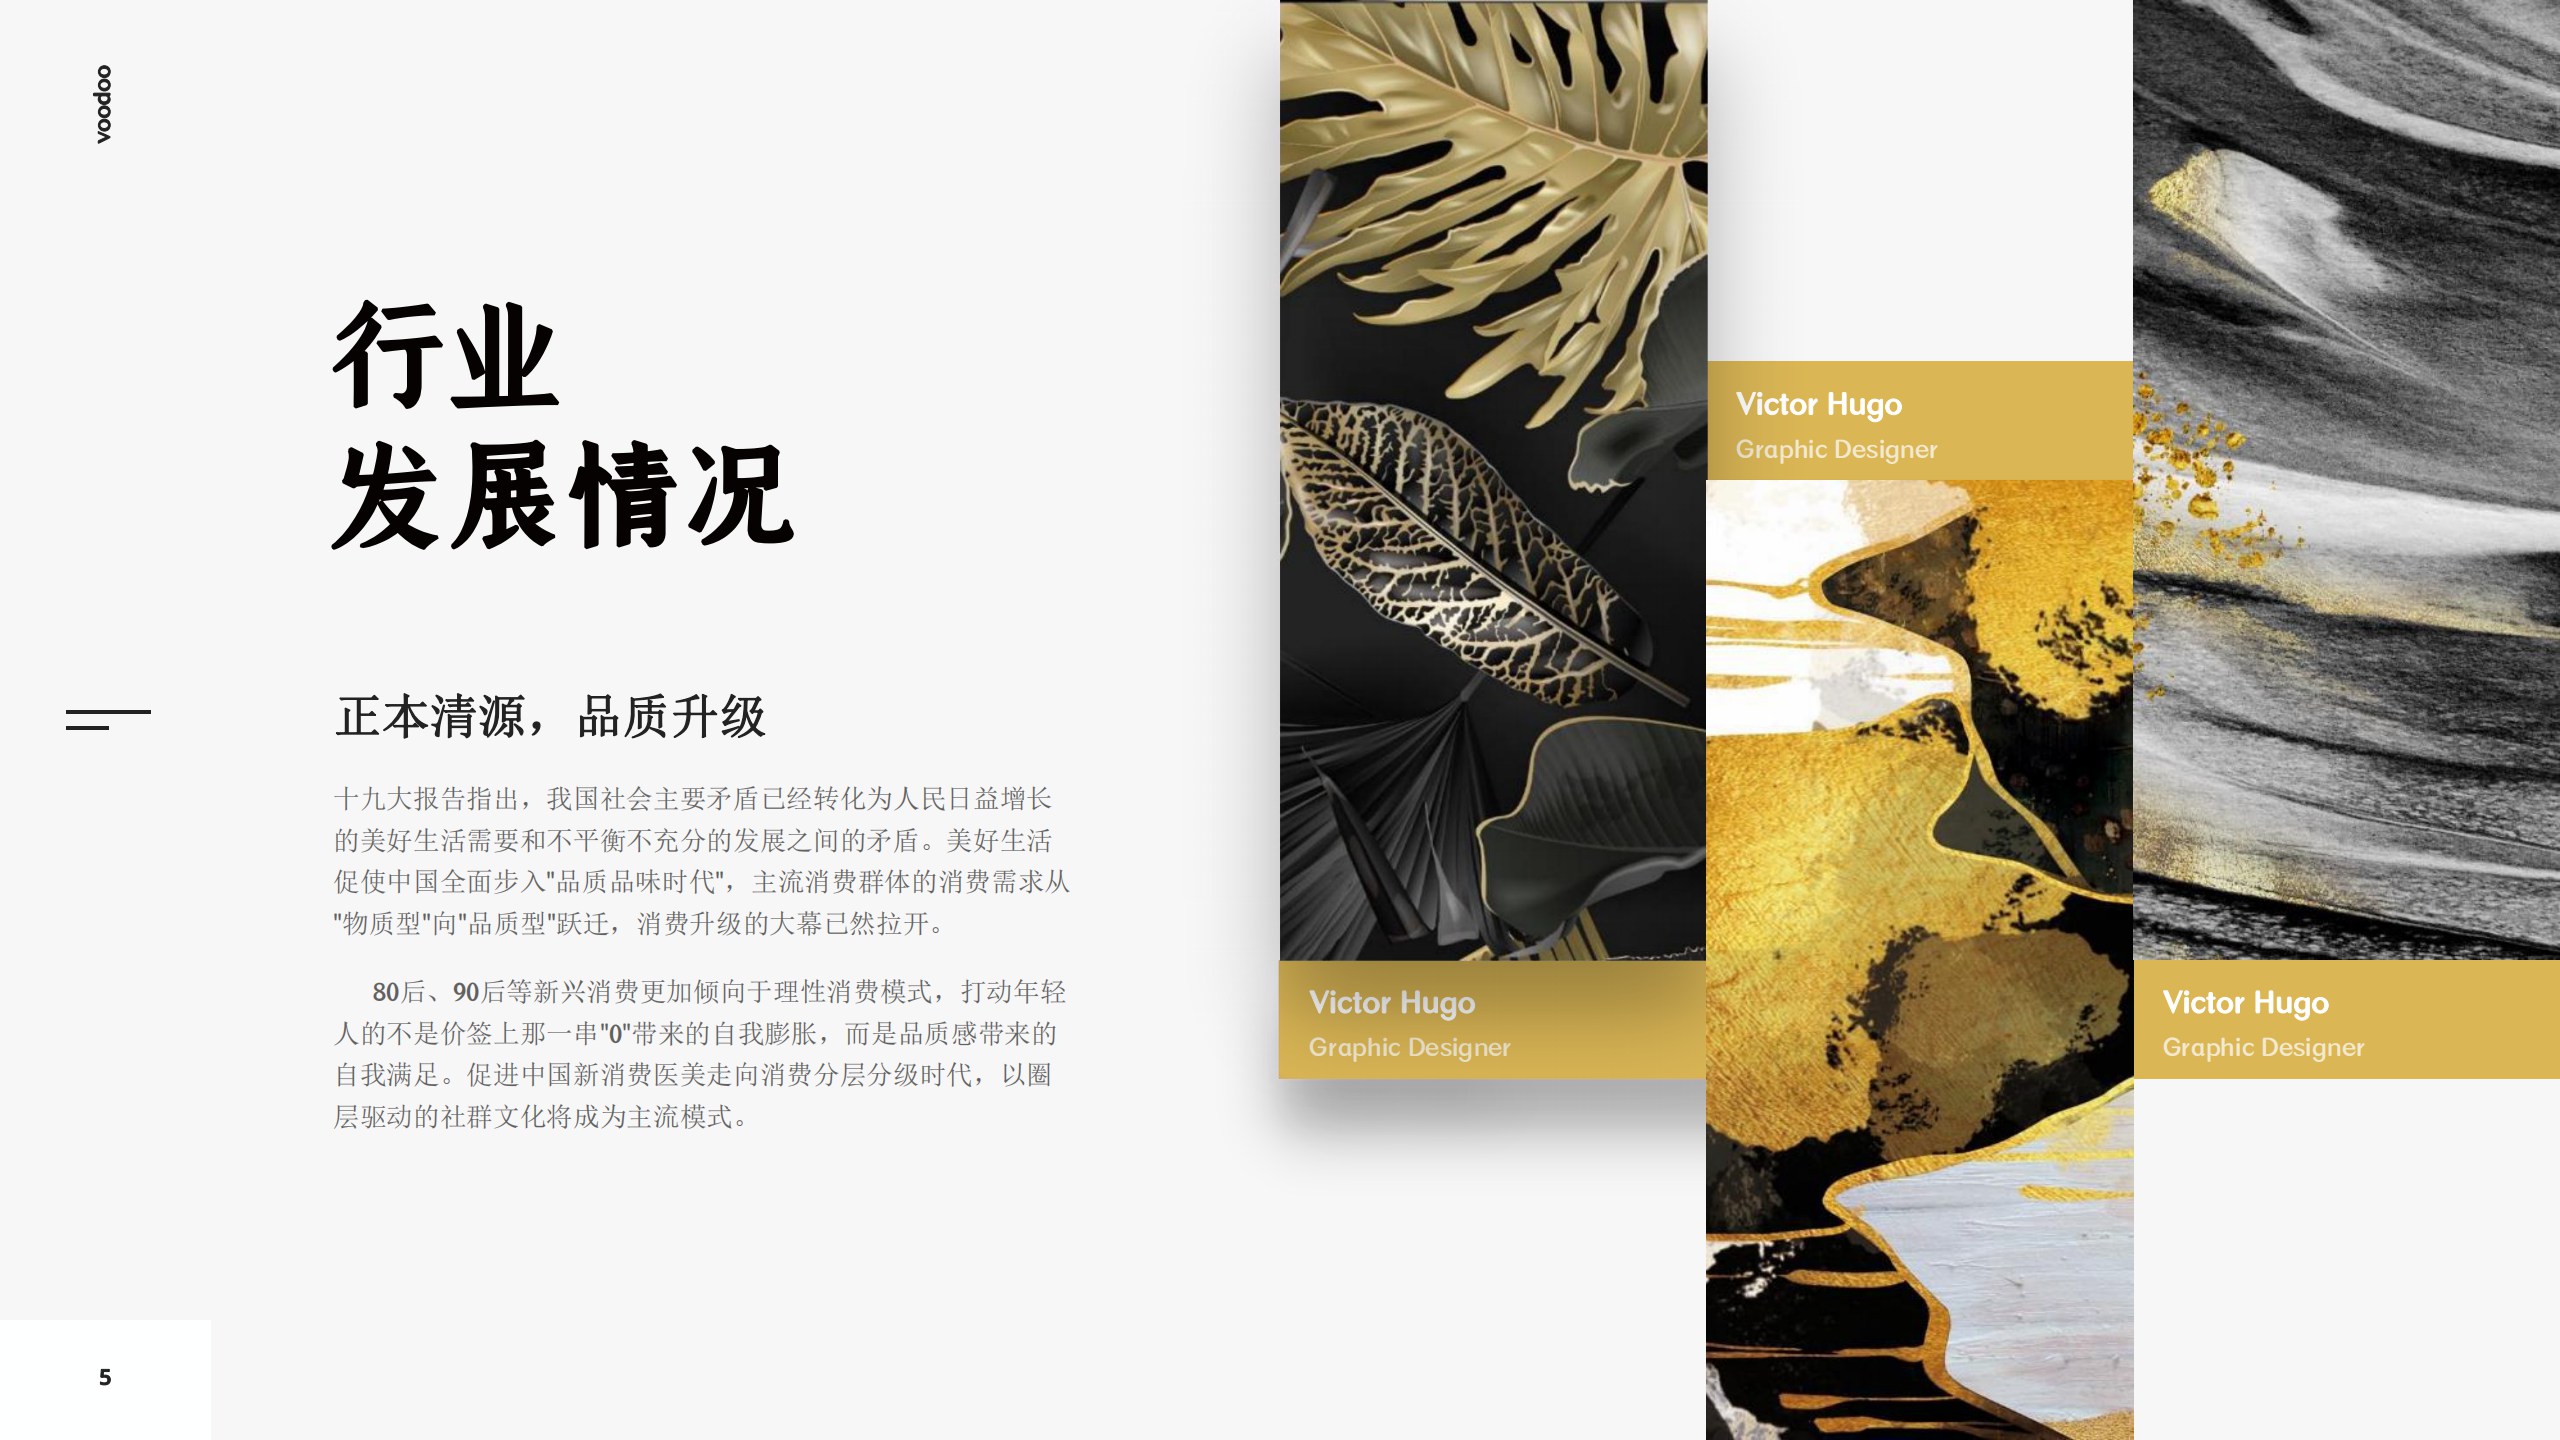 voodoo
行业
发展情况
正本清源，品质升级
十九大报告指出，我国社会主要矛盾已经转化为人民日益增长
的美好生活需要和不平衡不充分的发展之间的矛盾。美好生活
促使中国全面步入"品质品味时代"，主流消费群体的消费需求从
"物质型"向"品质型"跃迁，消费升级的大幕已然拉开。
80后、90后等新兴消费更加倾向于理性消费模式，打动年轻
人的不是价签上那一串"0"带来的自我膨胀，而是品质感带来的
自我满足。促进中国新消费医美走向消费分层分级时代，以圈
层驱动的社群文化将成为主流模式。
5
Victor Hugo
Graphic Designer
Victor Hugo
Graphic Designer
Victor Hugo
Graphic Designer